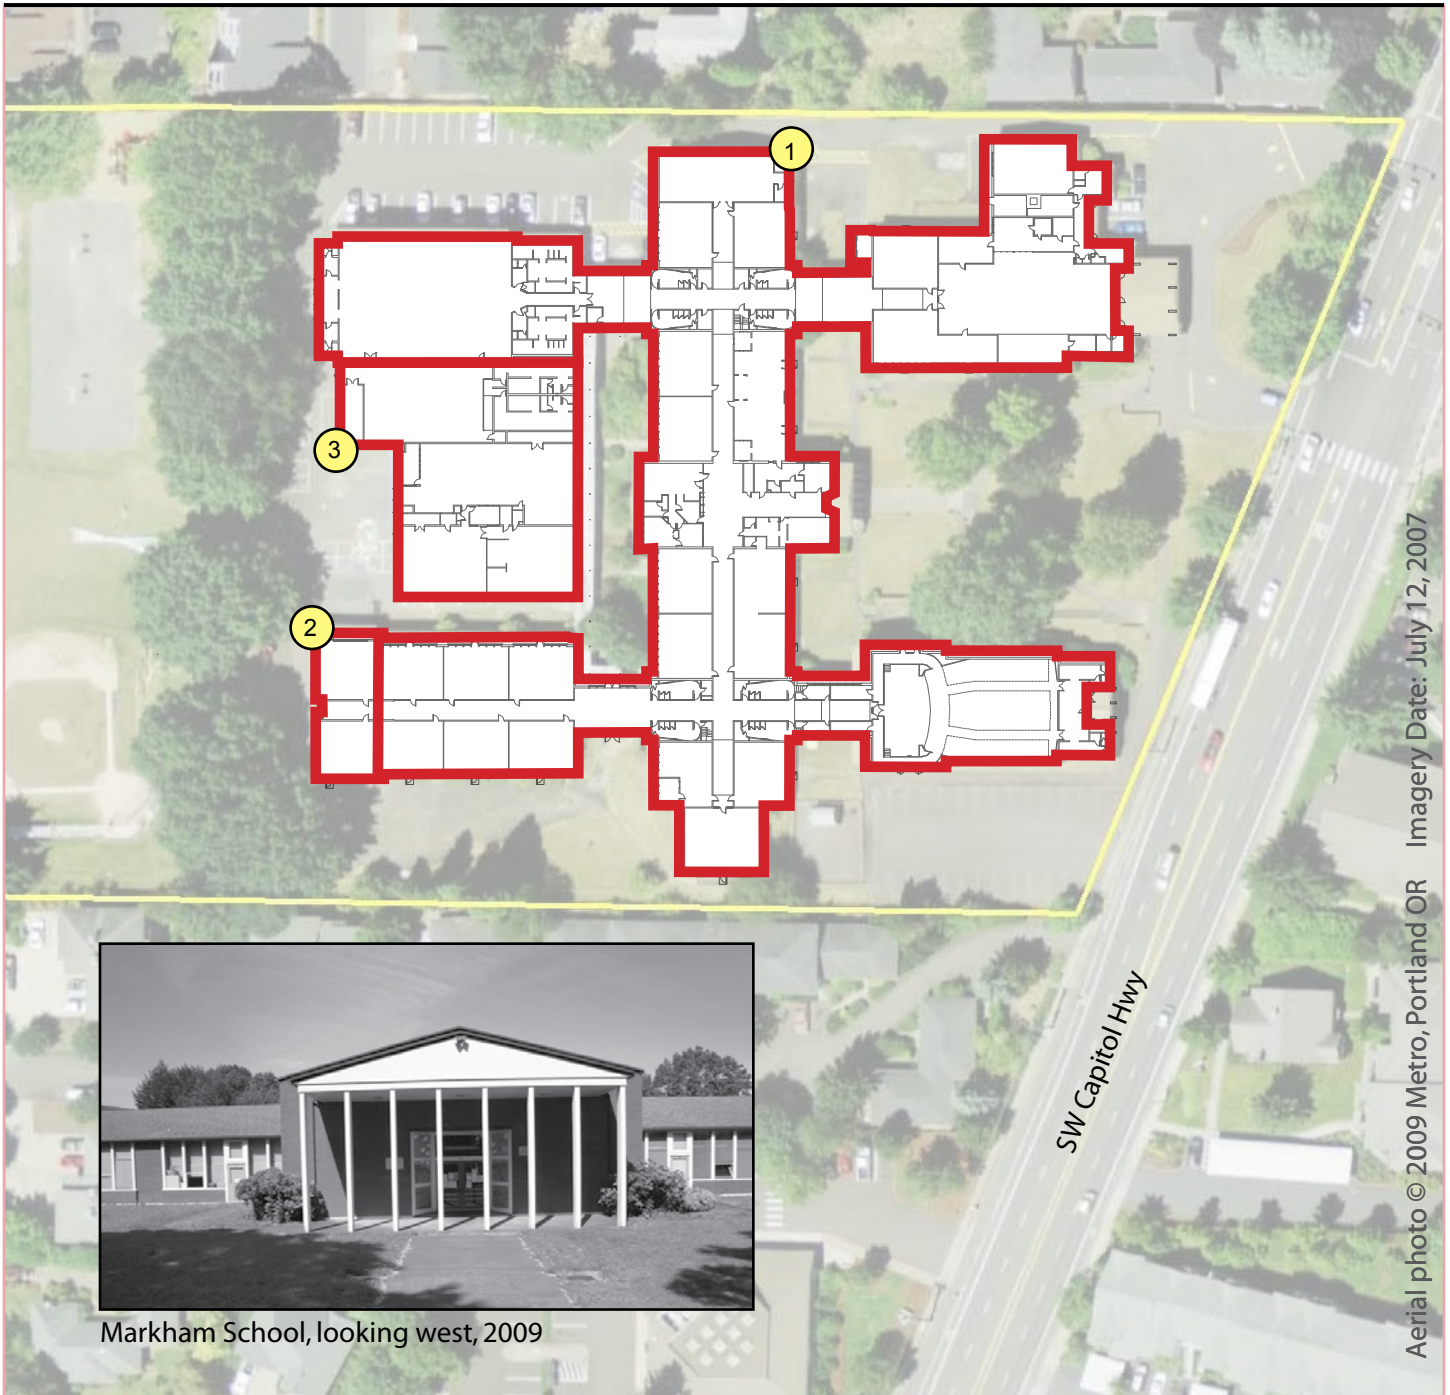 1
3
2
SW Capitol Hwy
Aerial photo © 2009 Metro, Portland OR Imagery Date: July 12, 2007
Markham School, looking west, 2009